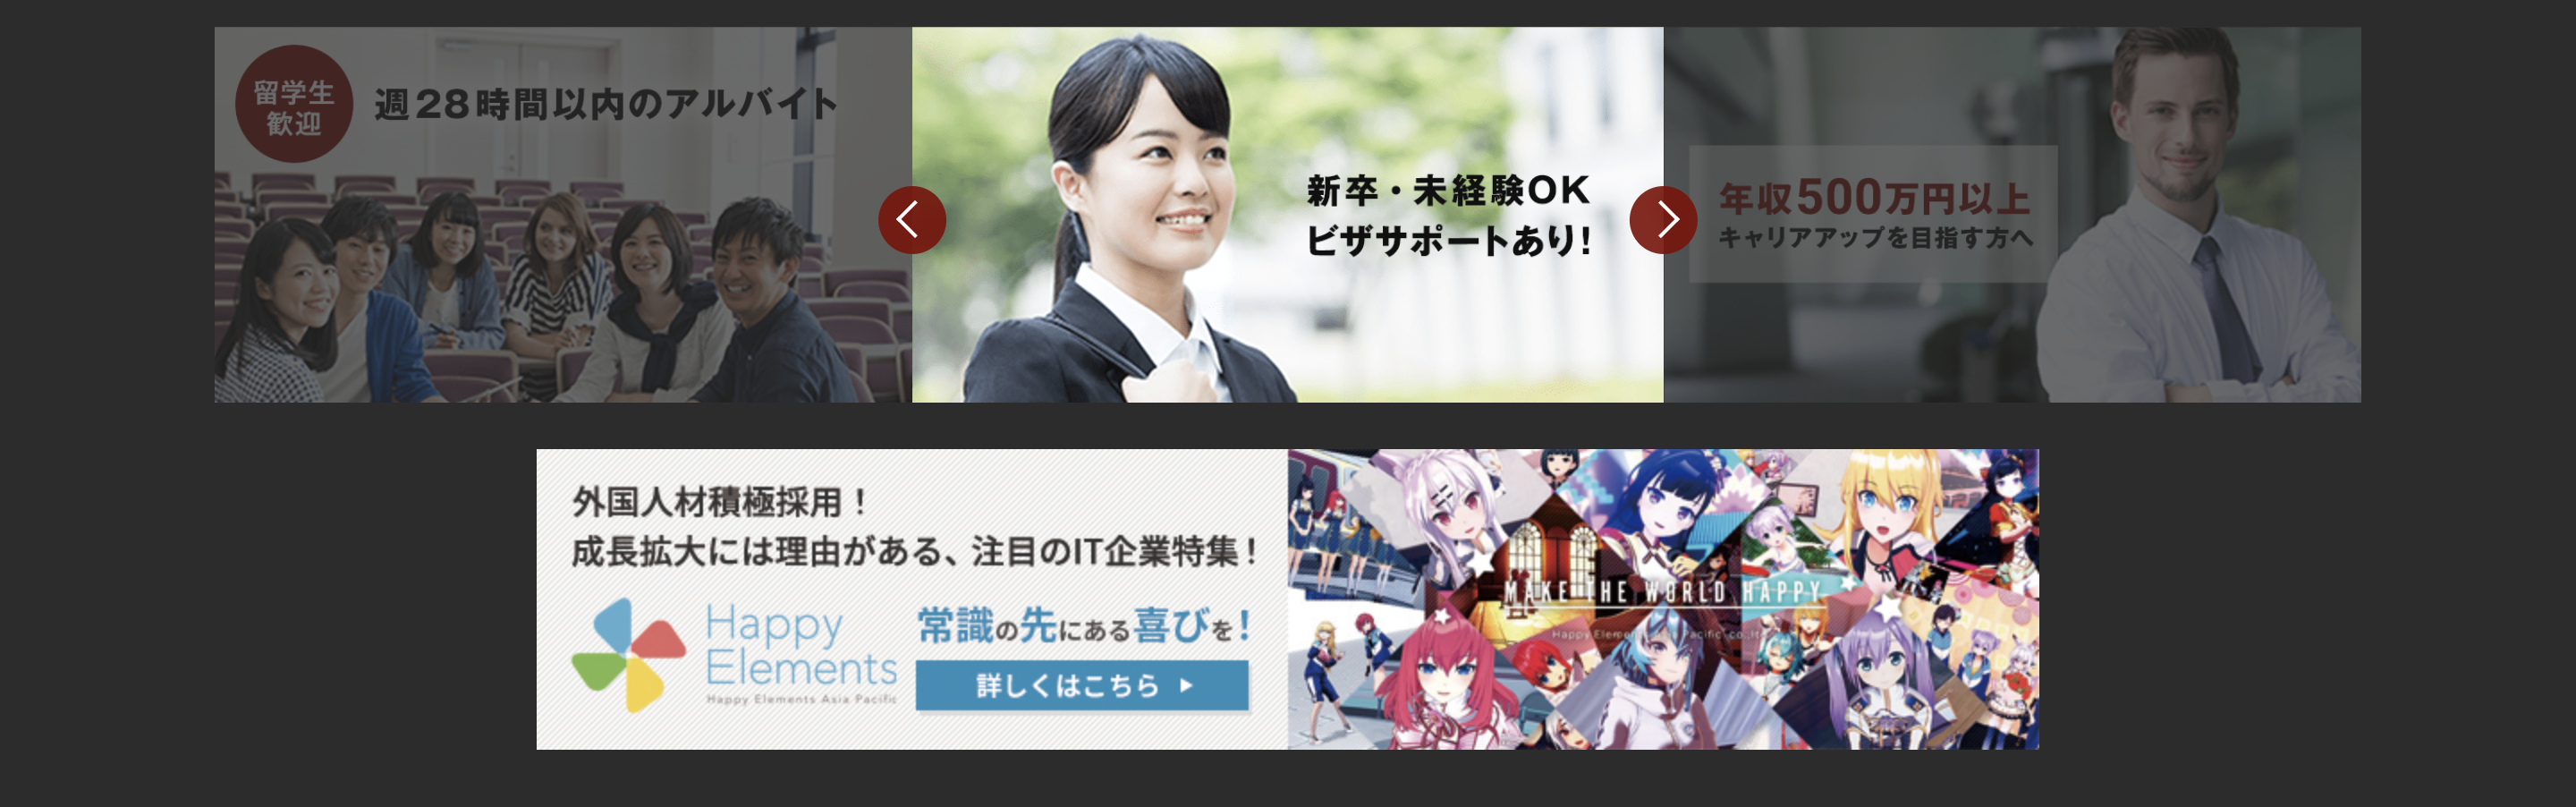 留学生
歓迎
週28時間以内のアルバイト
新卒・未経験OK
ビザサポートあり!
年収500万円以上
キャリアアップを目指す方へ
外国人材積極採用！
成長拡大には理由がある、注目のIT企業特集！
Happy
Elements
Happy Elements Asia Pacific
常識の先にある喜びを！
詳しくはこちら ▶
MAKE THE WORLD HAPPY
Happy Elements Asia Pacific co.,ltd